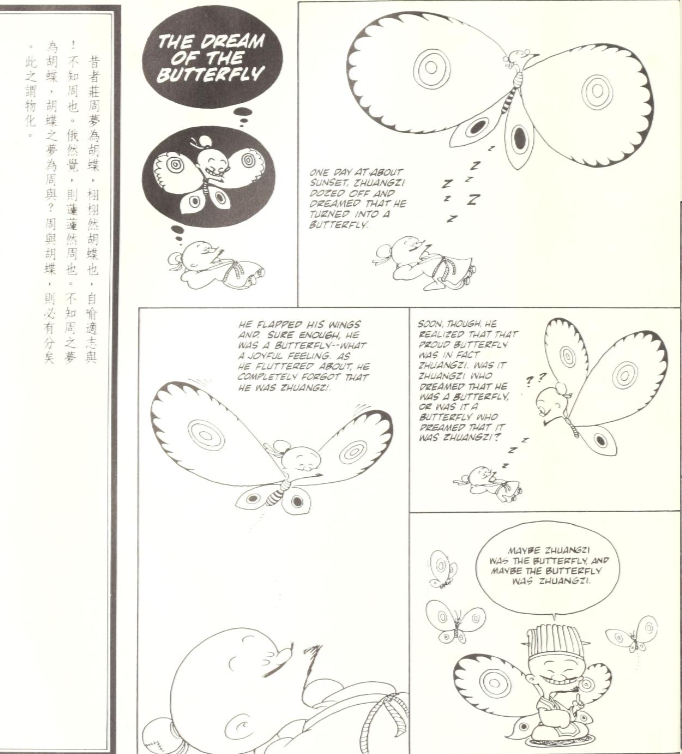 昔者莊周夢為胡蝶，栩栩然胡蝶也，自喻適志與
！不知周也。俄然覺，則蘧蘧然周也。不知周之夢
為胡蝶，胡蝶之夢為周與？周與胡蝶，則必有分矣
。此之謂物化。
THE DREAM
OF THE
BUTTERFLY
ONE DAY AT ABOUT
SUNSET, ZHUANGZI
DOZED OFF AND
DREAMED THAT HE
TURNED INTO A
BUTTERFLY.
Z
Z
Z
Z
Z
Z
Z
HE FLAPPED HIS WINGS
AND, SURE ENOUGH, HE
WAS A BUTTERFLY--WHAT
A JOYFUL FEELING. AS
HE FLUTTERED ABOUT, HE
COMPLETELY FORGOT THAT
HE WAS ZHUANGZI.
SOON, THOUGH, HE
REALIZED THAT THAT
PROUD BUTTERFLY
WAS IN FACT
ZHUANGZI. WAS IT
ZHUANGZI WHO
DREAMED THAT HE
WAS A BUTTERFLY,
OR WAS IT A
BUTTERFLY WHO
DREAMED THAT IT
WAS ZHUANGZI?
? ?
Z
Z
Z
Z
MAYBE ZHUANGZI
WAS THE BUTTERFLY, AND
MAYBE THE BUTTERFLY
WAS ZHUANGZI.